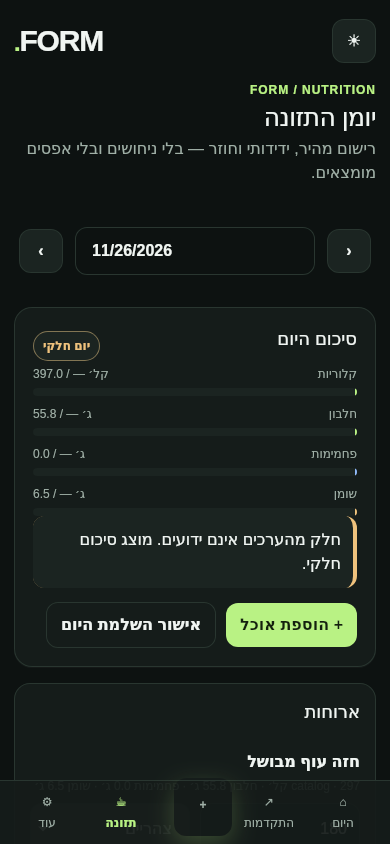 FORM.
☀
FORM / NUTRITION
יומן התזונה
רישום מהיר, ידידותי וחוזר — בלי ניחושים ובלי אפסים
מומצאים.
‹ 11/26/2026 ›
סיכום היום
יום חלקי
קלוריות 397.0 / — קל׳
חלבון 55.8 / — ג׳
פחמימות 0.0 / — ג׳
שומן 6.5 / — ג׳
חלק מהערכים אינם ידועים. מוצג סיכום
חלקי.
+ הוספת אוכל
אישור השלמת היום
ארוחות
חזה עוף מבושל
צהריים
היום
התקדמות
+
תזונה
עוד